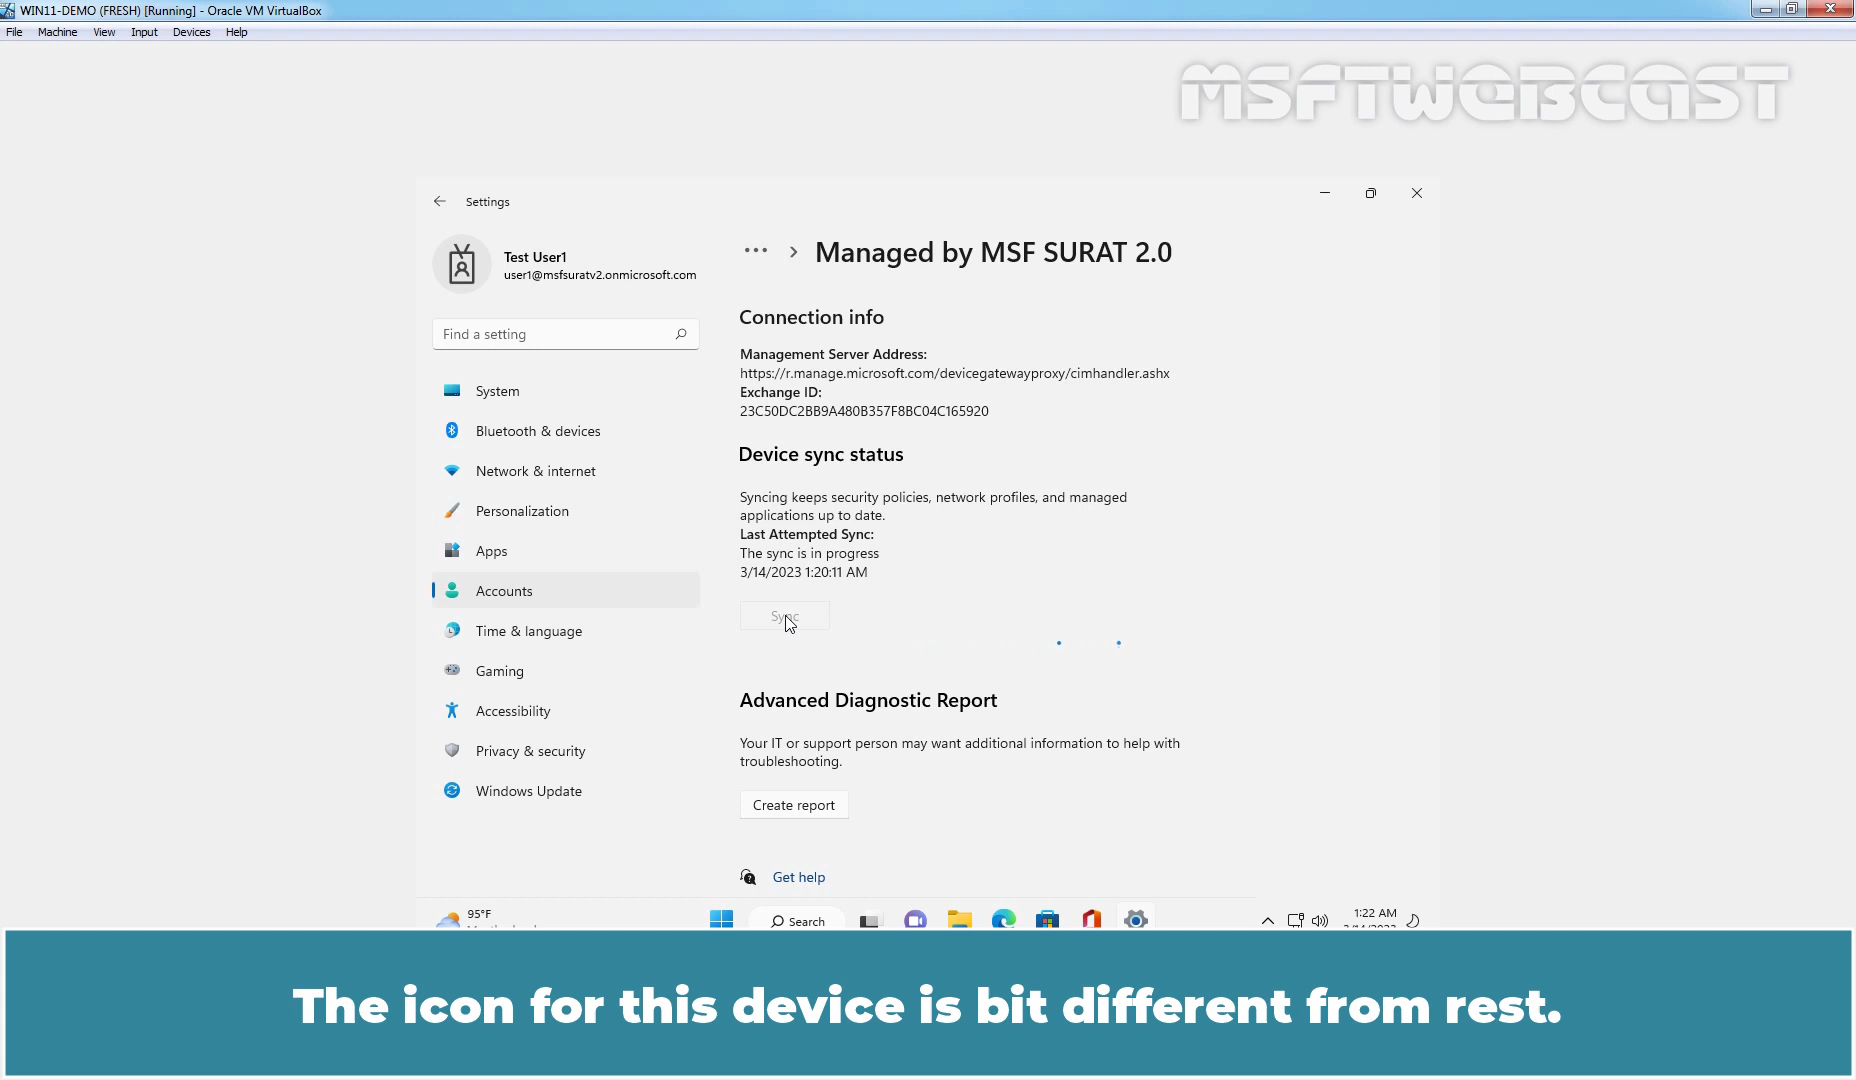 WIN11-DEMO (FRESH) [Running] - Oracle VM VirtualBox
File Machine View Input Devices Help
MSFTWEBCAST
Settings
Test User1
user1@msfsuratv2.onmicrosoft.com
Find a setting
System
Bluetooth & devices
Network & internet
Personalization
Apps
Accounts
Time & language
Gaming
Accessibility
Privacy & security
Windows Update
Managed by MSF SURAT 2.0
Connection info
Management Server Address:
https://r.manage.microsoft.com/devicegatewayproxy/cimhandler.ashx
Exchange ID:
23C50DC2BB9A480B357F8BC04C165920
Device sync status
Syncing keeps security policies, network profiles, and managed
applications up to date.
Last Attempted Sync:
The sync is in progress
3/14/2023 1:20:11 AM
Sync
Advanced Diagnostic Report
Your IT or support person may want additional information to help with
troubleshooting.
Create report
Get help
95°F
Search
1:22 AM
3/14/2023
The icon for this device is bit different from rest.